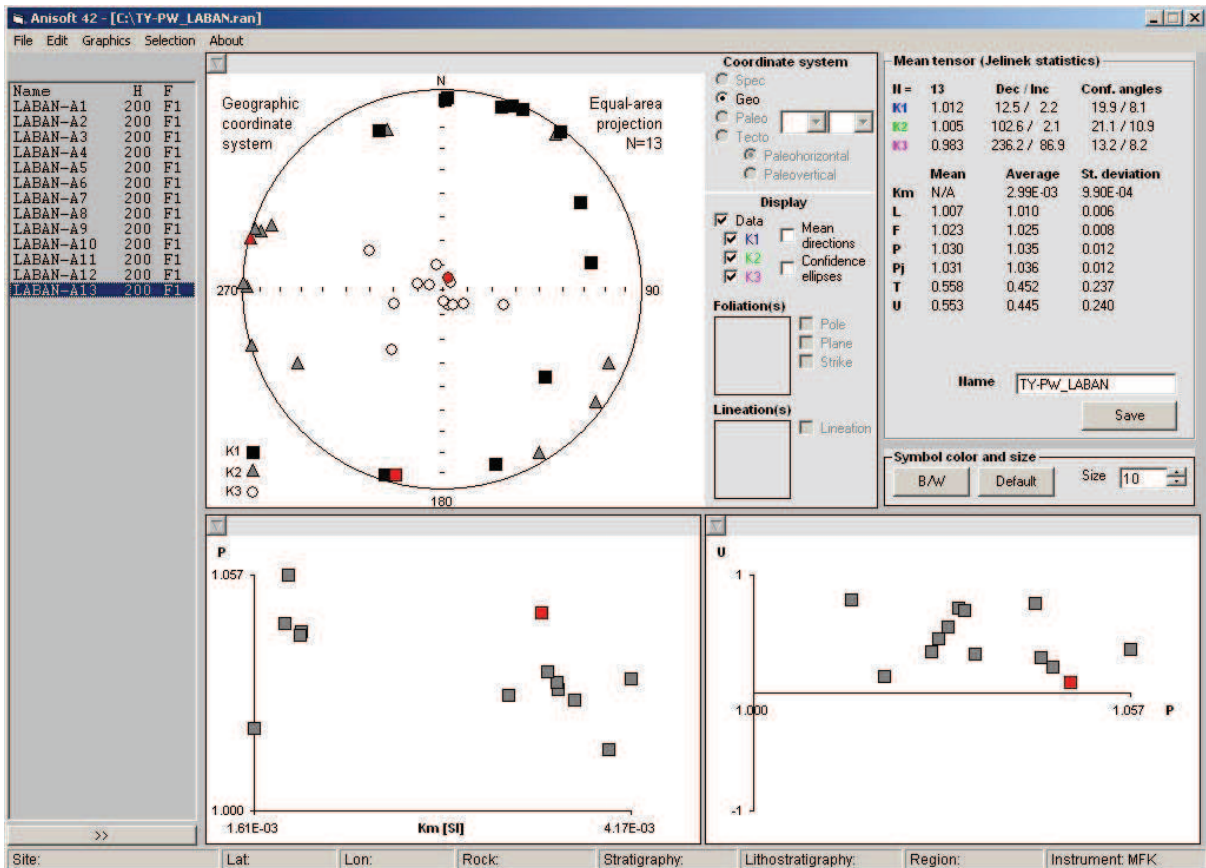 Anisoft 42 - [C:\TY-PW_LABAN.ran]
File Edit Graphics Selection About
Name H F
LABAN-A1 200 F1
LABAN-A2 200 F1
LABAN-A3 200 F1
LABAN-A4 200 F1
LABAN-A5 200 F1
LABAN-A6 200 F1
LABAN-A7 200 F1
LABAN-A8 200 F1
LABAN-A9 200 F1
LABAN-A10 200 F1
LABAN-A11 200 F1
LABAN-A12 200 F1
LABAN-A13 200 F1
>>
Geographic
coordinate
system
N
Equal-area
projection
N=13
270
90
180
K1
K2
K3
Coordinate system
Spec
Geo
Paleo
Tecto
Paleohorizontal
Paleovertical
Display
Data
K1
K2
K3
Mean
directions
Confidence
ellipses
Foliation(s)
Pole
Plane
Strike
Lineation(s)
Lineation
Mean tensor (Jelinek statistics)
N = 13 Dec / Inc Conf. angles
K1 1.012 12.5 / 2.2 19.9 / 8.1
K2 1.005 102.6 / 2.1 21.1 / 10.9
K3 0.983 236.2 / 86.9 13.2 / 8.2
Mean Average St. deviation
Km N/A 2.99E-03 9.90E-04
L 1.007 1.010 0.006
F 1.023 1.025 0.008
P 1.030 1.035 0.012
Pj 1.031 1.036 0.012
T 0.558 0.452 0.237
U 0.553 0.445 0.240
Name TY-PW_LABAN
Save
Symbol color and size
B/W Default Size 10
P
1.057
1.000
1.61E-03 Km [SI] 4.17E-03
U
1
1.000 1.057 P
-1
Site: Lat: Lon: Rock: Stratigraphy: Lithostratigraphy: Region: Instrument: MFK